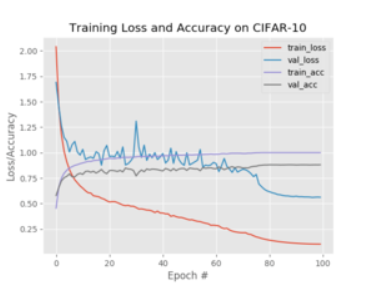 Training Loss and Accuracy on CIFAR-10
train_loss
val_loss
train_acc
val_acc
2.00
1.75
1.50
1.25
1.00
0.75
0.50
0.25
Loss/Accuracy
0 20 40 60 80 100
Epoch #